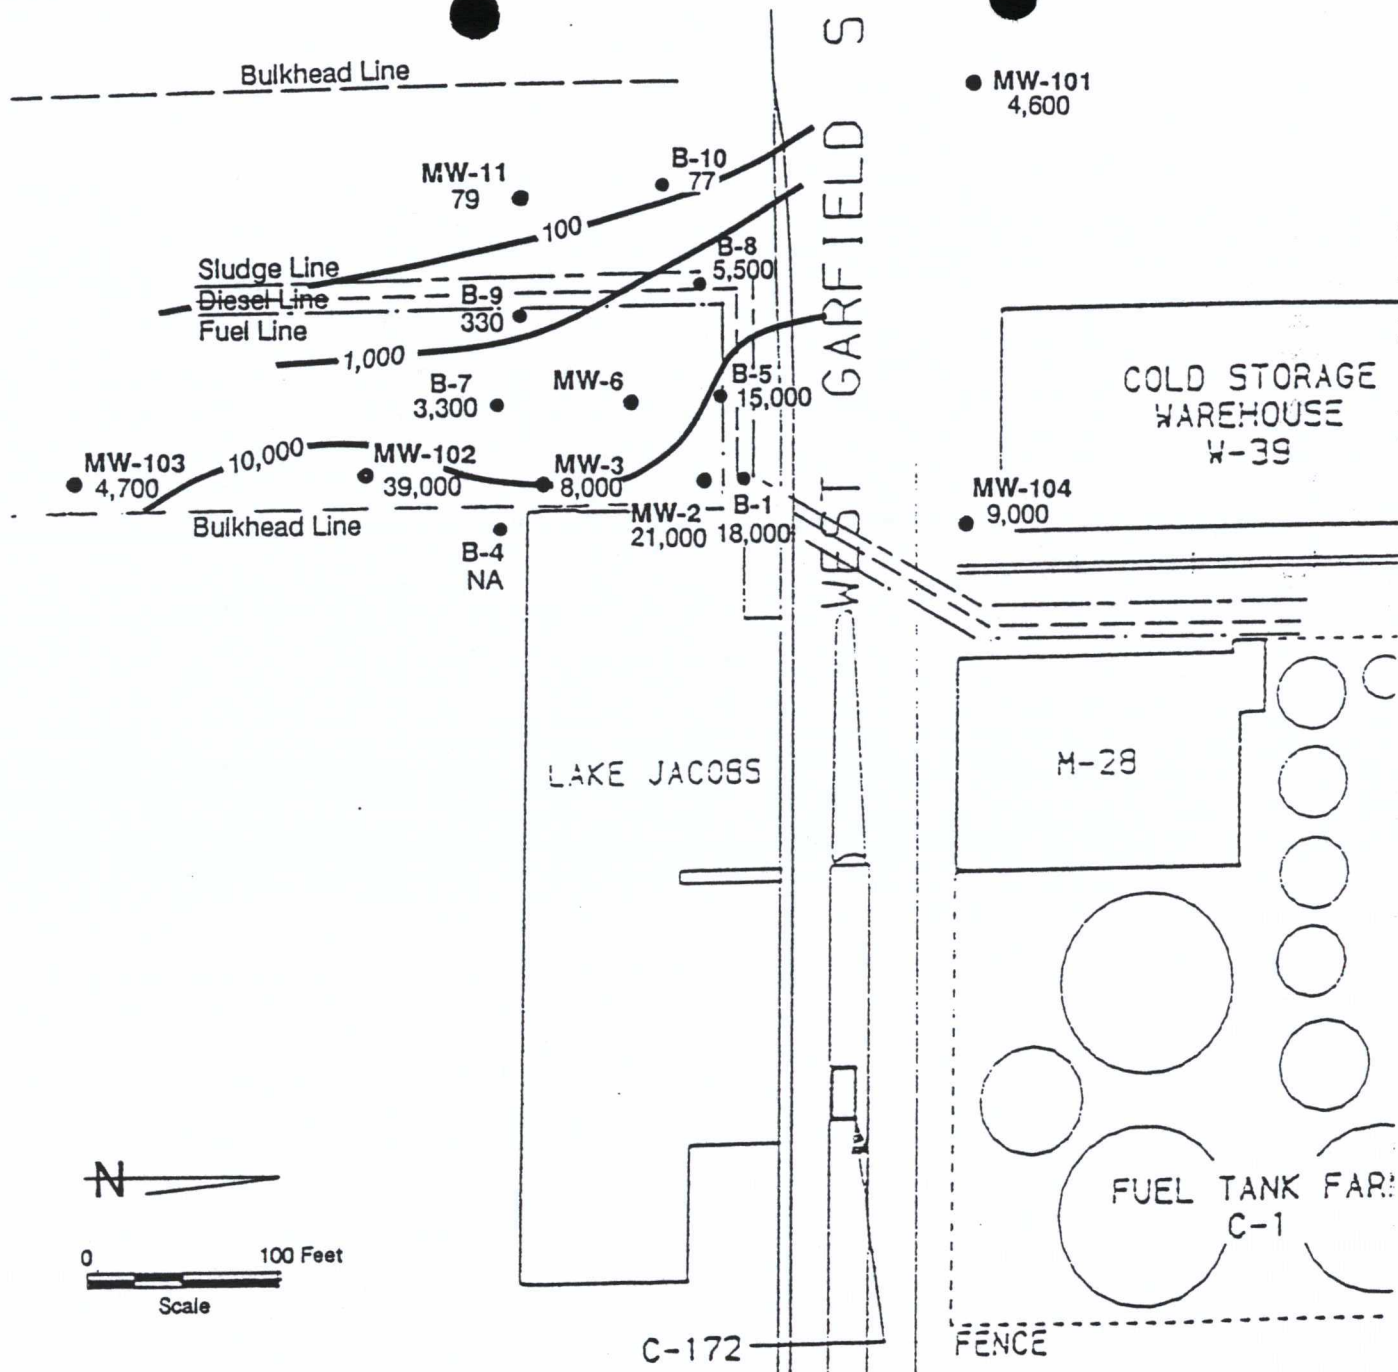 Bulkhead Line
MW-101
4,600
MW-11
79
B-10
77
100
WEST GARFIELD S
Sludge Line
Diesel Line
Fuel Line
B-8
5,500
B-9
330
1,000
B-7
3,300
MW-6
B-5
15,000
COLD STORAGE
WAREHOUSE
W-39
MW-103
4,700
10,000
MW-102
39,000
MW-3
8,000
MW-104
9,000
Bulkhead Line
MW-2
21,000
B-1
18,000
B-4
NA
LAKE JACOBS
M-28
N
0 100 Feet
Scale
FUEL TANK FARM
C-1
C-172
FENCE